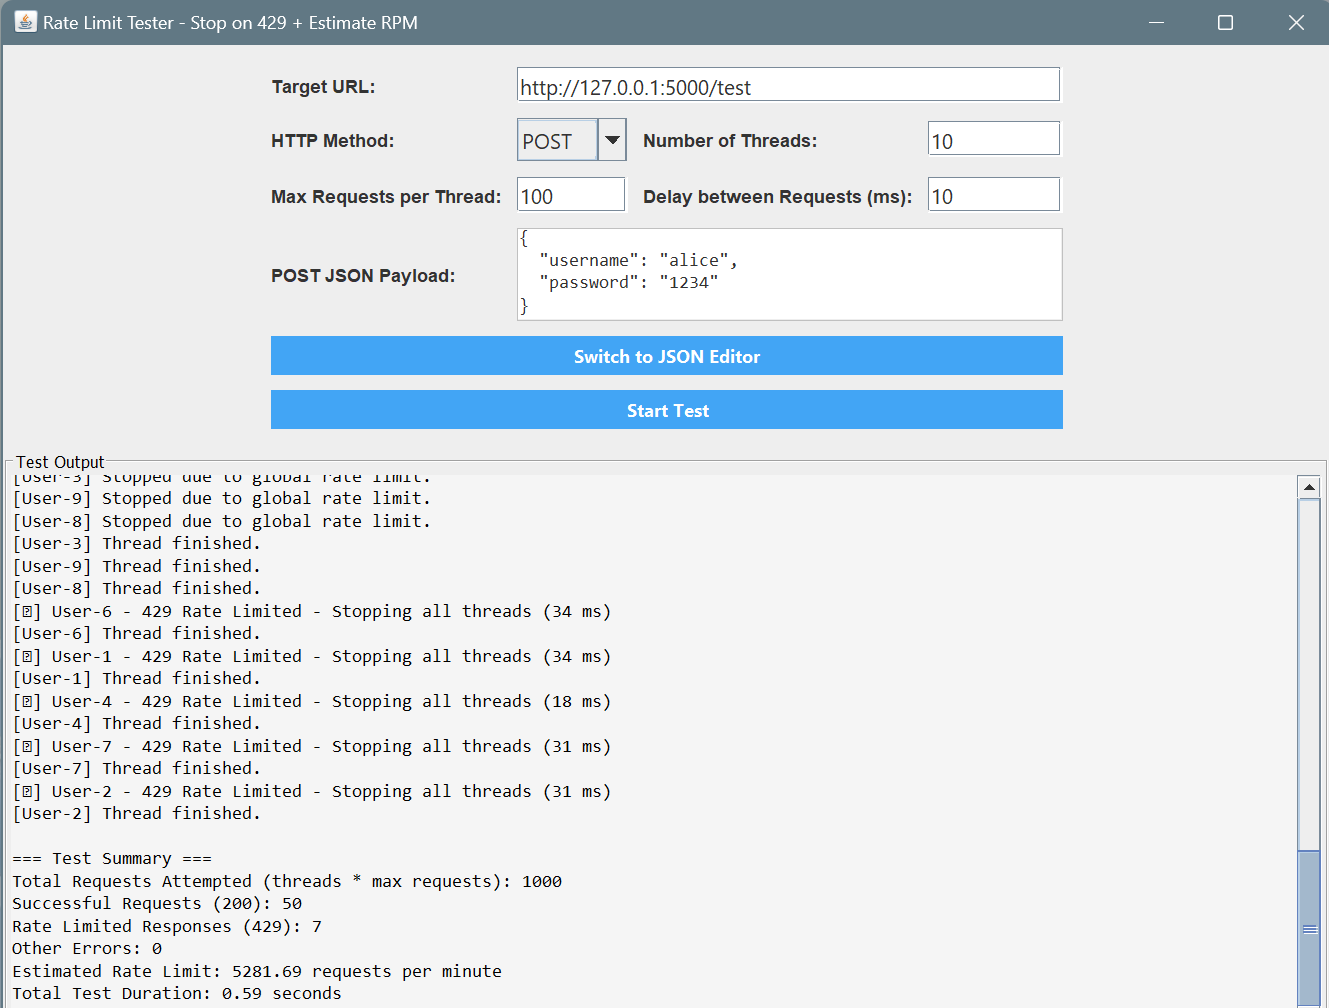 Rate Limit Tester - Stop on 429 + Estimate RPM
Target URL: http://127.0.0.1:5000/test
HTTP Method: POST Number of Threads: 10
Max Requests per Thread: 100 Delay between Requests (ms): 10
POST JSON Payload:
{
"username": "alice",
"password": "1234"
}
Switch to JSON Editor
Start Test
Test Output
[User-3] Stopped due to global rate limit.
[User-9] Stopped due to global rate limit.
[User-8] Stopped due to global rate limit.
[User-3] Thread finished.
[User-9] Thread finished.
[User-8] Thread finished.
[⍰] User-6 - 429 Rate Limited - Stopping all threads (34 ms)
[User-6] Thread finished.
[⍰] User-1 - 429 Rate Limited - Stopping all threads (34 ms)
[User-1] Thread finished.
[⍰] User-4 - 429 Rate Limited - Stopping all threads (18 ms)
[User-4] Thread finished.
[⍰] User-7 - 429 Rate Limited - Stopping all threads (31 ms)
[User-7] Thread finished.
[⍰] User-2 - 429 Rate Limited - Stopping all threads (31 ms)
[User-2] Thread finished.
=== Test Summary ===
Total Requests Attempted (threads * max requests): 1000
Successful Requests (200): 50
Rate Limited Responses (429): 7
Other Errors: 0
Estimated Rate Limit: 5281.69 requests per minute
Total Test Duration: 0.59 seconds